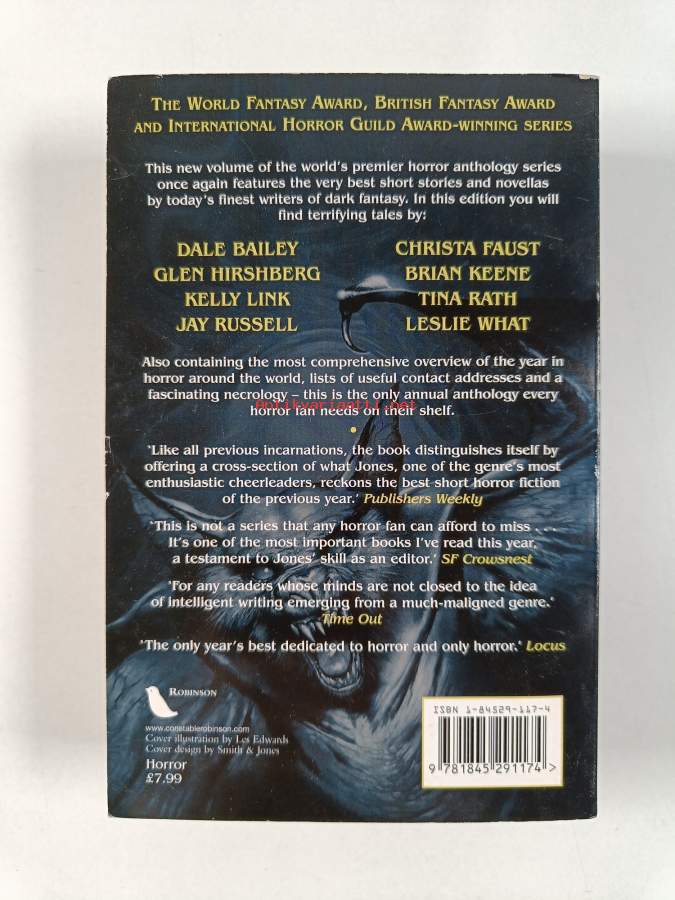 THE WORLD FANTASY AWARD, BRITISH FANTASY AWARD
AND INTERNATIONAL HORROR GUILD AWARD-WINNING SERIES
This new volume of the world's premier horror anthology series
once again features the very best short stories and novellas
by today's finest writers of dark fantasy. In this edition you will
find terrifying tales by:
DALE BAILEY
GLEN HIRSHBERG
KELLY LINK
JAY RUSSELL
CHRISTA FAUST
BRIAN KEENE
TINA RATH
LESLIE WHAT
Also containing the most comprehensive overview of the year in
horror around the world, lists of useful contact addresses and a
fascinating necrology – this is the only annual anthology every
horror fan needs on their shelf.
Antikvariaatti.net
'Like all previous incarnations, the book distinguishes itself by
offering a cross-section of what Jones, one of the genre's most
enthusiastic cheerleaders, reckons the best short horror fiction
of the previous year.' Publishers Weekly
'This is not a series that any horror fan can afford to miss . . .
It's one of the most important books I've read this year,
a testament to Jones' skill as an editor.' SF Crowsnest
'For any readers whose minds are not closed to the idea
of intelligent writing emerging from a much-maligned genre.'
Time Out
'The only year's best dedicated to horror and only horror.' Locus
ROBINSON
www.constablerobinson.com
Cover illustration by Les Edwards
Cover design by Smith & Jones
Horror
£7.99
ISBN 1-84529-117-4
9 781845 291174 >